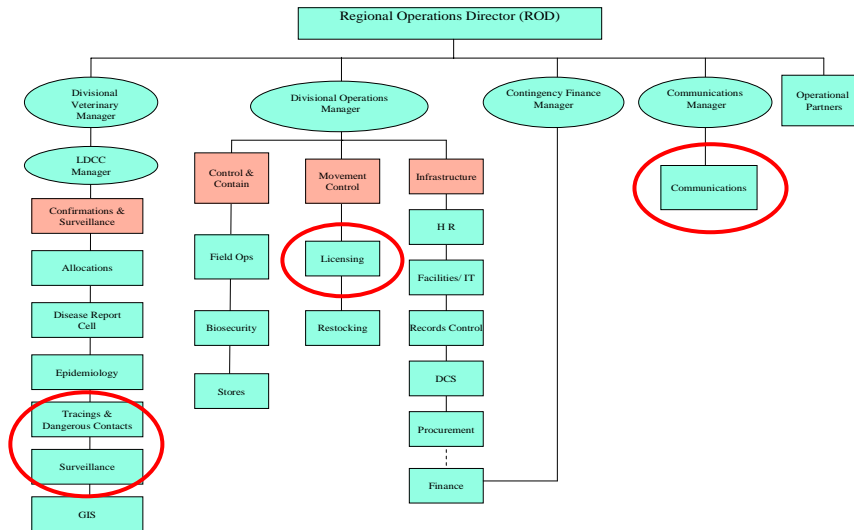 Regional Operations Director (ROD)
Divisional
Veterinary
Manager
Divisional Operations
Manager
Contingency Finance
Manager
Communications
Manager
Operational
Partners
LDCC
Manager
Control &
Contain
Movement
Control
Infrastructure
Communications
Confirmations &
Surveillance
H R
Field Ops
Licensing
Allocations
Facilities/ IT
Disease Report
Cell
Biosecurity
Restocking
Records Control
Epidemiology
DCS
Stores
Tracings &
Dangerous Contacts
Procurement
Surveillance
Finance
GIS